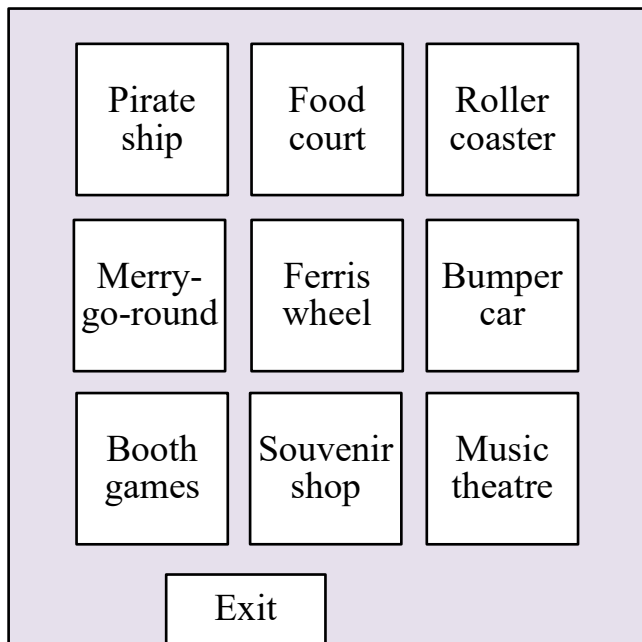 Pirate
ship
Food
court
Roller
coaster
Merry-
go-round
Ferris
wheel
Bumper
car
Booth
games
Souvenir
shop
Music
theatre
Exit